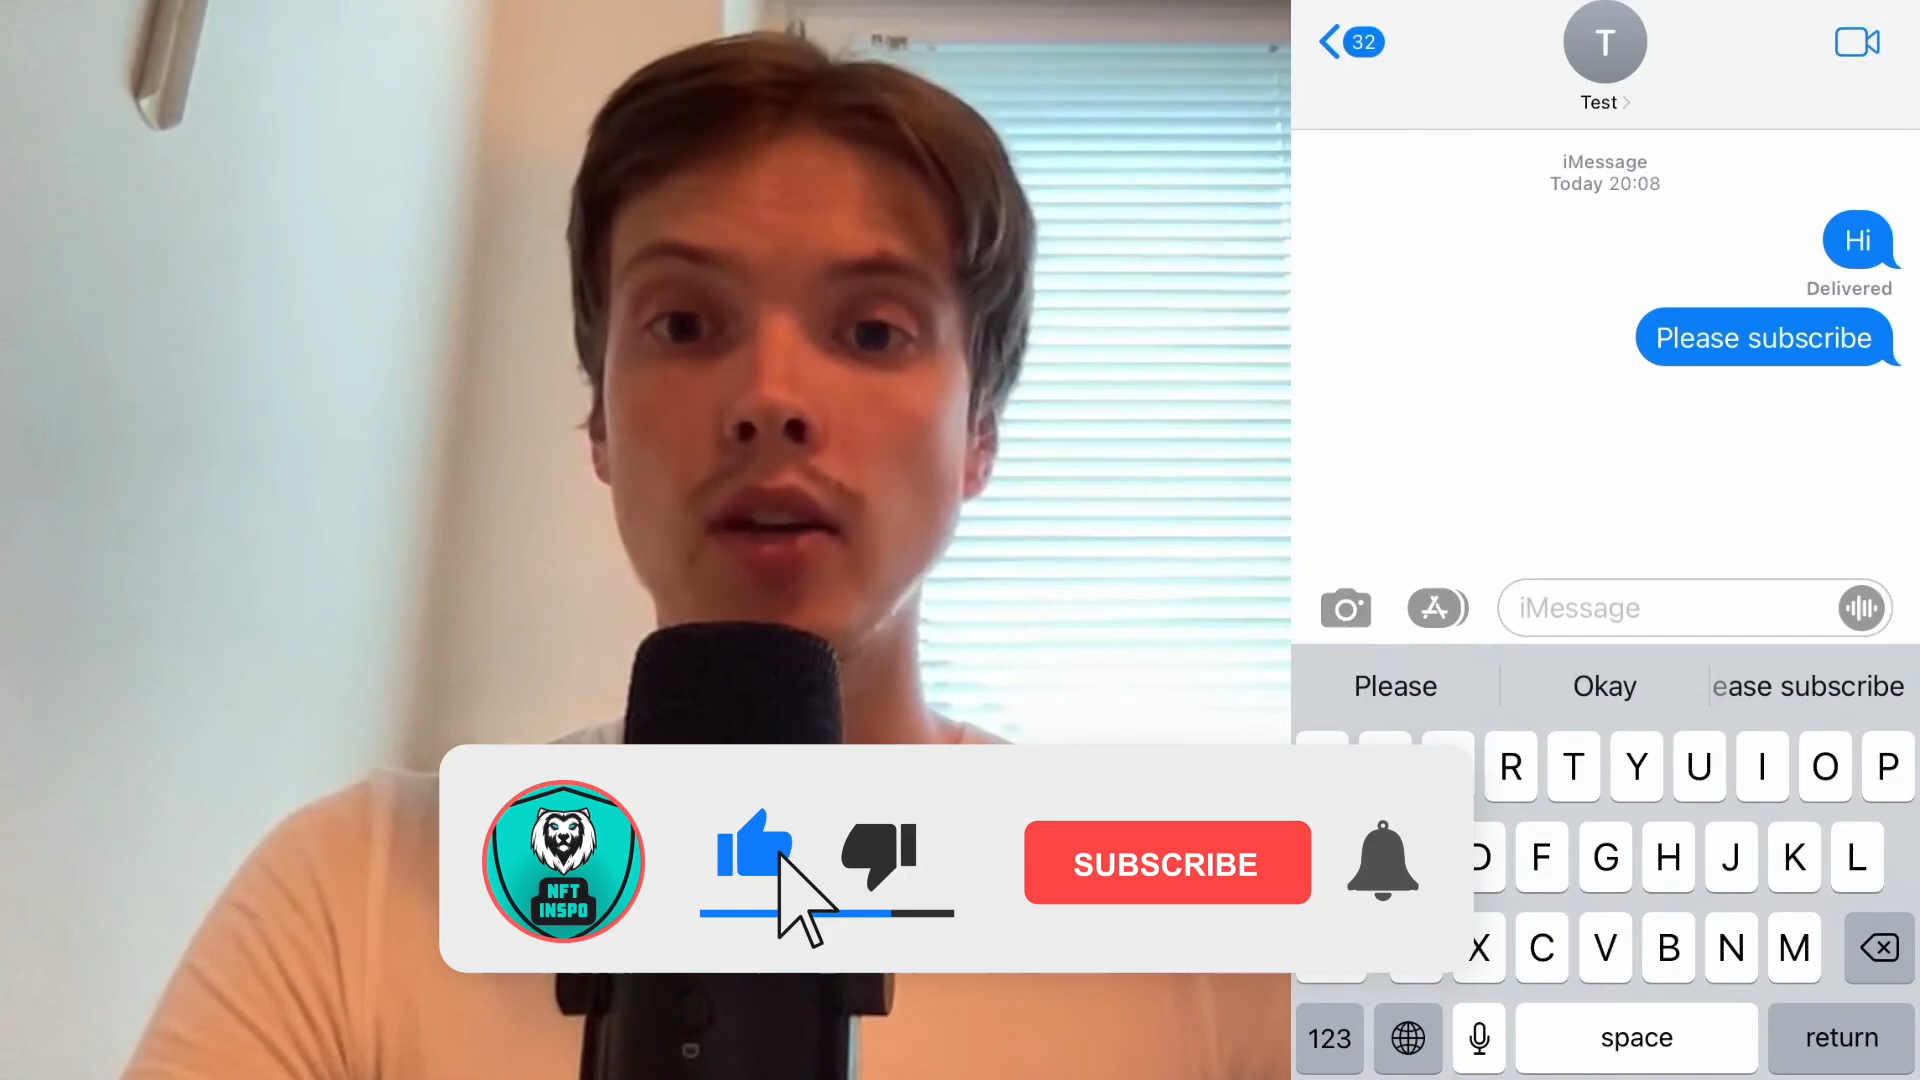 32
T
Test
iMessage
Today 20:08
Hi
Delivered
Please subscribe
iMessage
Please
Okay
ease subscribe
R T Y U I O P
D F G H J K L
X C V B N M
123
space
return
NFT
INSPO
SUBSCRIBE